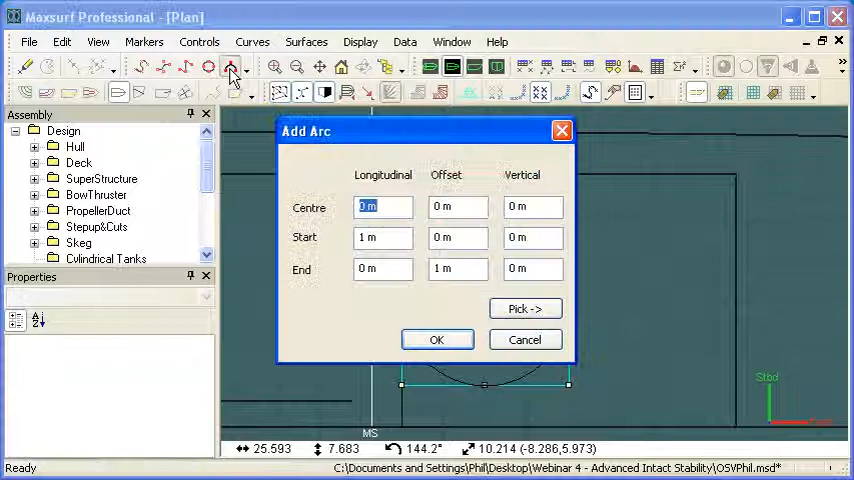 Maxsurf Professional - [Plan]
File Edit View Markers Controls Curves Surfaces Display Data Window Help
Assembly
Design
Hull
Deck
SuperStructure
BowThruster
PropellerDuct
Stepup&Cuts
Skeg
Cylindrical Tanks
Properties
Add Arc
Longitudinal Offset Vertical
Centre 0 m 0 m 0 m
Start 1 m 0 m 0 m
End 0 m 1 m 0 m
Pick ->
OK Cancel
Stbd
MS
25.593 7.683 144.2° 10.214 (-8.286,5.973)
Ready C:\Documents and Settings\Phil\Desktop\Webinar 4 - Advanced Intact Stability\OSVPhil.msd*